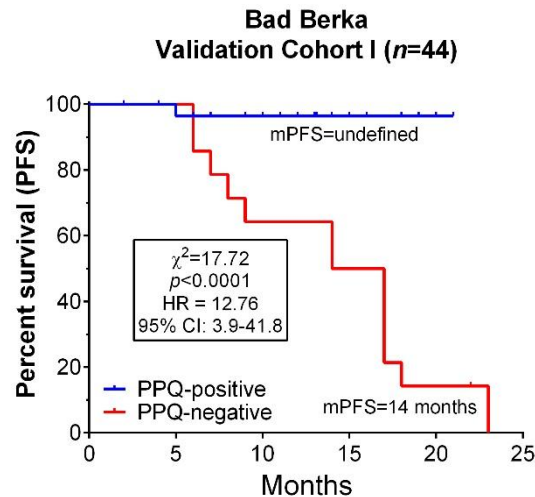 Bad Berka
Validation Cohort I (n=44)
Percent survival (PFS)
100
80
60
40
20
0
mPFS=undefined
χ²=17.72
p<0.0001
HR = 12.76
95% CI: 3.9-41.8
PPQ-positive
PPQ-negative
mPFS=14 months
0 5 10 15 20 25
Months